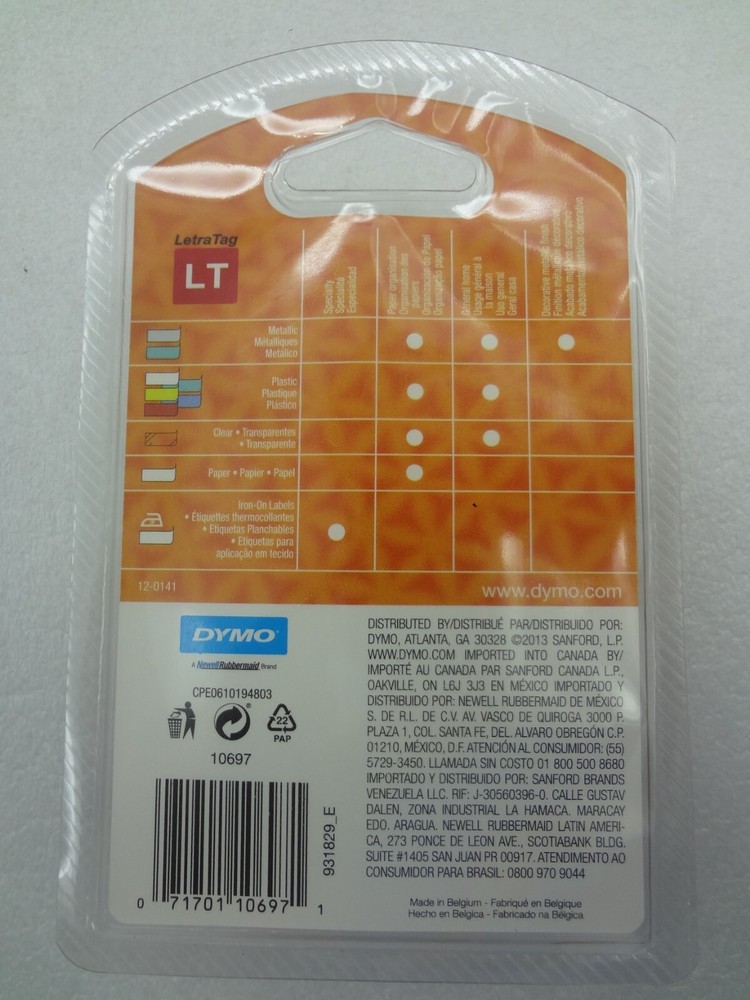 LetraTag
LT
Specialty
Spécialité
Especialidad
Paper organization
Organisation des
papiers
Organización de Papel
Organização papel
General home
Usage général à
la maison
Uso general
Geral casa
Decorative metallic finish
Finition métallique décorative
Acabado metálico decorativo
Acabamento metálico decorativo
Metallic
Métalliques
Metálico
Plastic
Plastique
Plástico
Clear • Transparentes
• Transparente
Paper • Papier • Papel
Iron-On Labels
• Étiquettes thermocollantes
• Etiquetas Planchables
• Etiquetas para
aplicação em tecido
12-0141
www.dymo.com
DYMO
A NewellRubbermaid Brand
CPE0610194803
22
PAP
10697
931829_E
0 71701 10697 1
DISTRIBUTED BY/DISTRIBUÉ PAR/DISTRIBUIDO POR:
DYMO, ATLANTA, GA 30328 ©2013 SANFORD, L.P.
WWW.DYMO.COM IMPORTED INTO CANADA BY/
IMPORTÉ AU CANADA PAR SANFORD CANADA L.P.,
OAKVILLE, ON L6J 3J3 EN MÉXICO IMPORTADO Y
DISTRIBUIDO POR: NEWELL RUBBERMAID DE MÉXICO
S. DE R.L. DE C.V. AV. VASCO DE QUIROGA 3000 P.
PLAZA 1, COL. SANTA FE, DEL. ALVARO OBREGÓN C.P.
01210, MÉXICO, D.F. ATENCIÓN AL CONSUMIDOR: (55)
5729-3450. LLAMADA SIN COSTO 01 800 500 8680
IMPORTADO Y DISTRIBUIDO POR: SANFORD BRANDS
VENEZUELA LLC. RIF: J-30560396-0. CALLE GUSTAV
DALEN, ZONA INDUSTRIAL LA HAMACA. MARACAY
EDO. ARAGUA. NEWELL RUBBERMAID LATIN AMERI-
CA, 273 PONCE DE LEON AVE., SCOTIABANK BLDG.
SUITE #1405 SAN JUAN PR 00917. ATENDIMENTO AO
CONSUMIDOR PARA BRASIL: 0800 970 9044
Made in Belgium - Fabriqué en Belgique
Hecho en Belgica - Fabricado na Bélgica